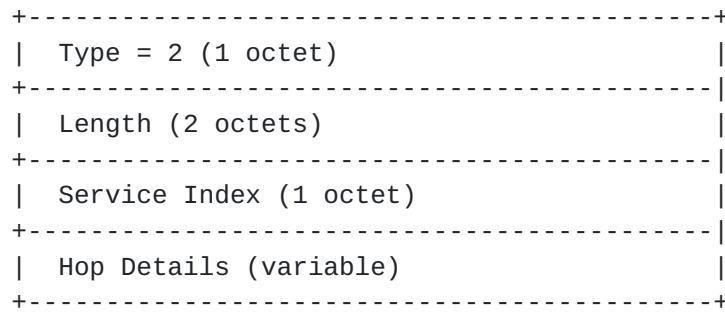 +--------------------------------------------+
|  Type = 2 (1 octet)                        |
+--------------------------------------------|
|  Length (2 octets)                         |
+--------------------------------------------|
|  Service Index (1 octet)                   |
+--------------------------------------------|
|  Hop Details (variable)                    |
+--------------------------------------------+